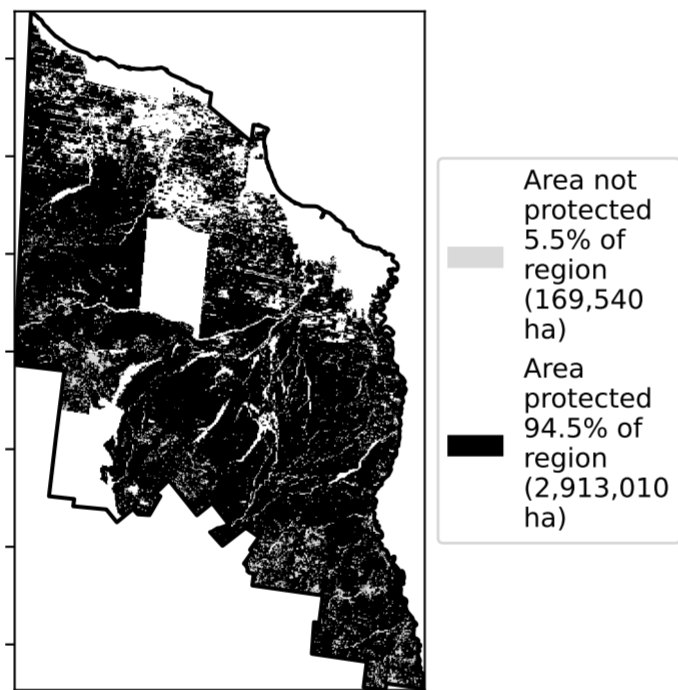 Area not
protected
5.5% of
region
(169,540
ha)
Area
protected
94.5% of
region
(2,913,010
ha)